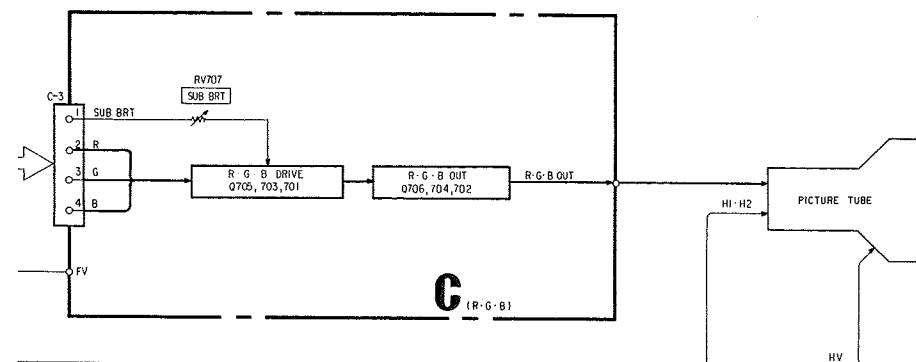 RV707
SUB BRT
C-3
1 SUB BRT
2 R
3 G
4 B
R·G·B DRIVE
Q705, 703, 701
R·G·B OUT
Q706, 704, 702
R·G·B OUT
H1·H2
PICTURE TUBE
FV
C (R·G·B)
HV